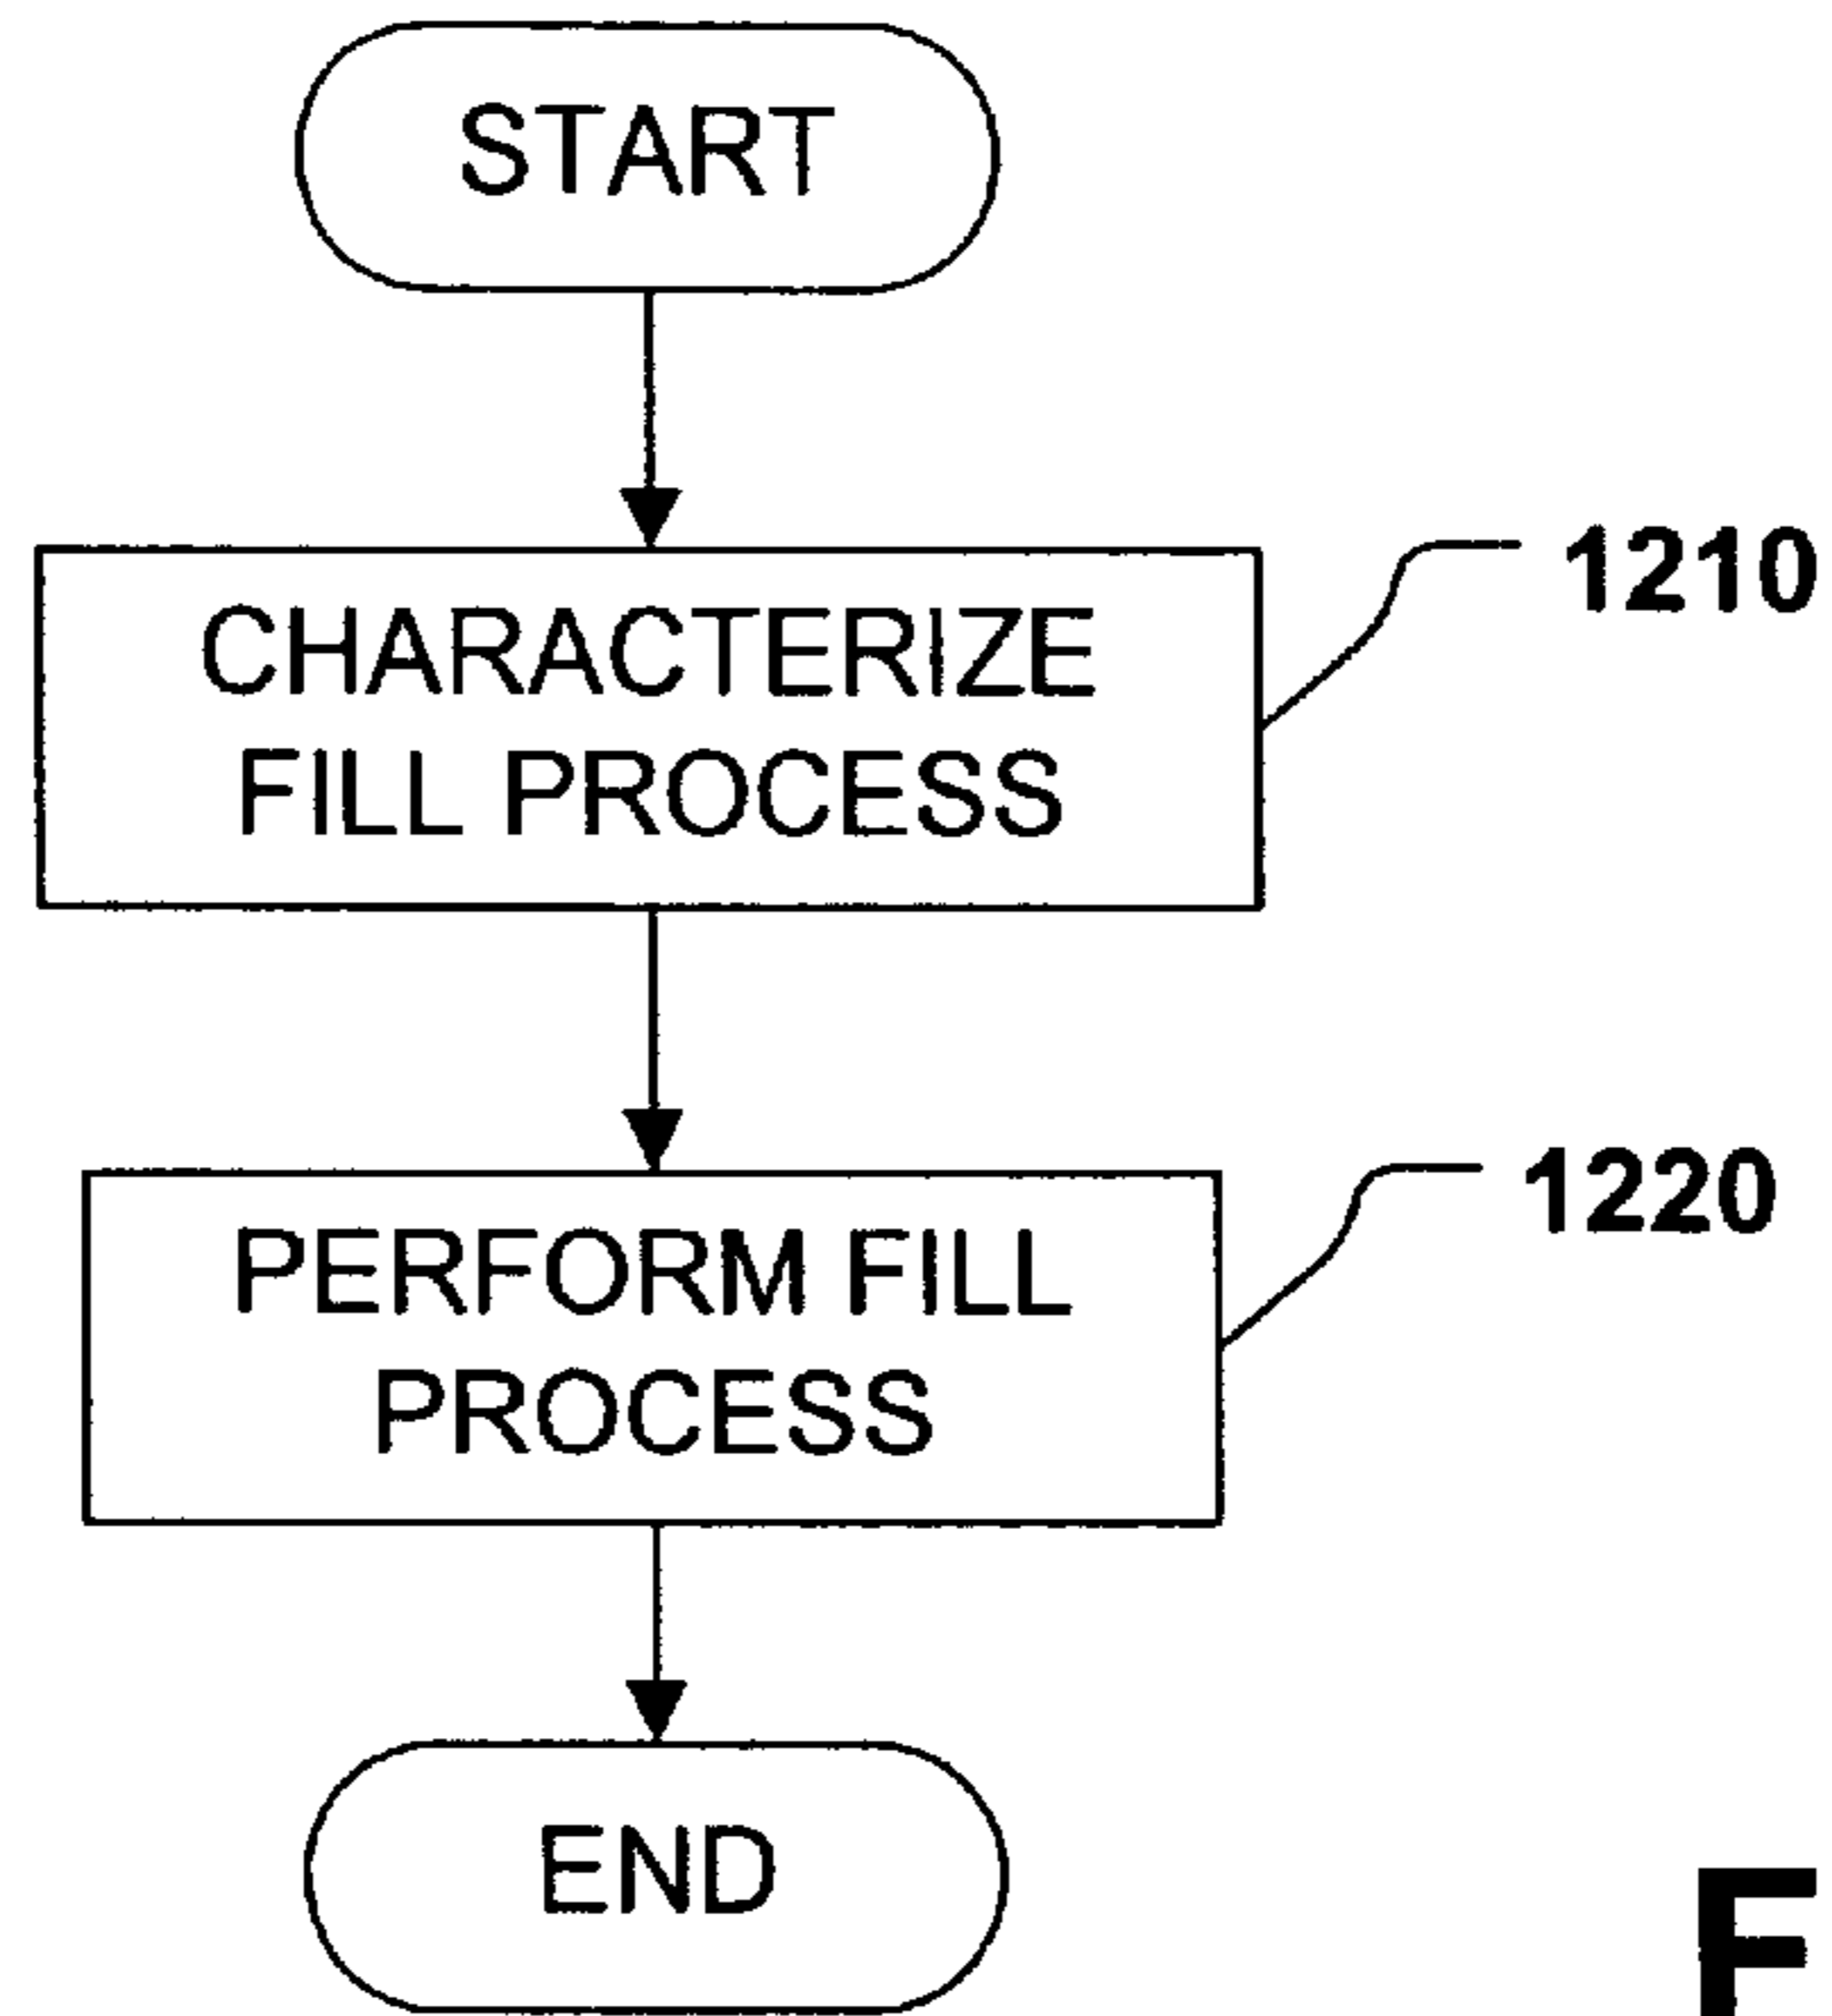 START
CHARACTERIZE
FILL PROCESS
1210
PERFORM FILL
PROCESS
1220
END
F